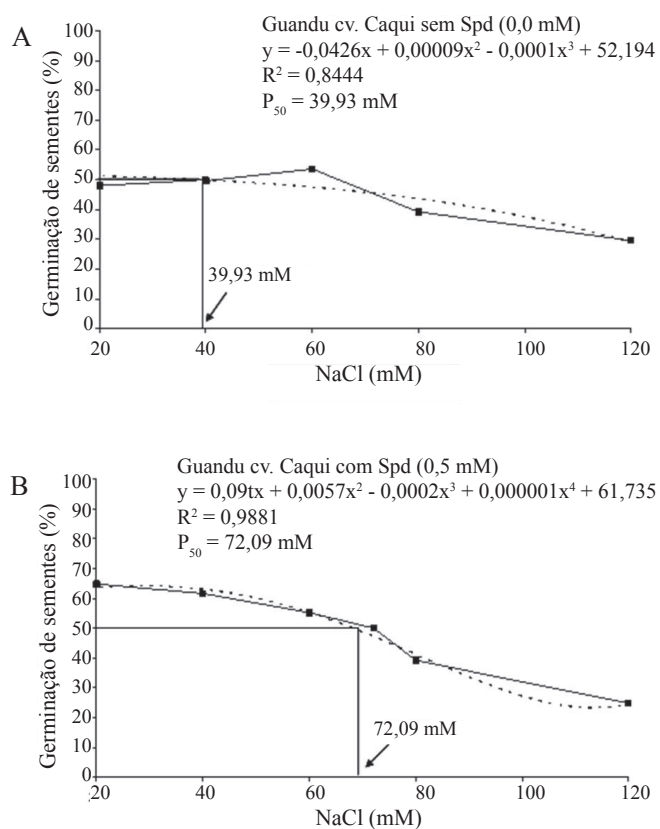 A
Guandu cv. Caqui sem Spd (0,0 mM)
y = -0,0426x + 0,00009x² - 0,0001x³ + 52,194
R² = 0,8444
P₅₀ = 39,93 mM
Germinação de sementes (%)
100
90
80
70
60
50
40
30
20
10
0
39,93 mM
20 40 60 80 100 120
NaCl (mM)
B
Guandu cv. Caqui com Spd (0,5 mM)
y = 0,09tx + 0,0057x² - 0,0002x³ + 0,000001x⁴ + 61,735
R² = 0,9881
P₅₀ = 72,09 mM
Germinação de sementes (%)
100
90
80
70
60
50
40
30
20
10
0
72,09 mM
20 40 60 80 100 120
NaCl (mM)